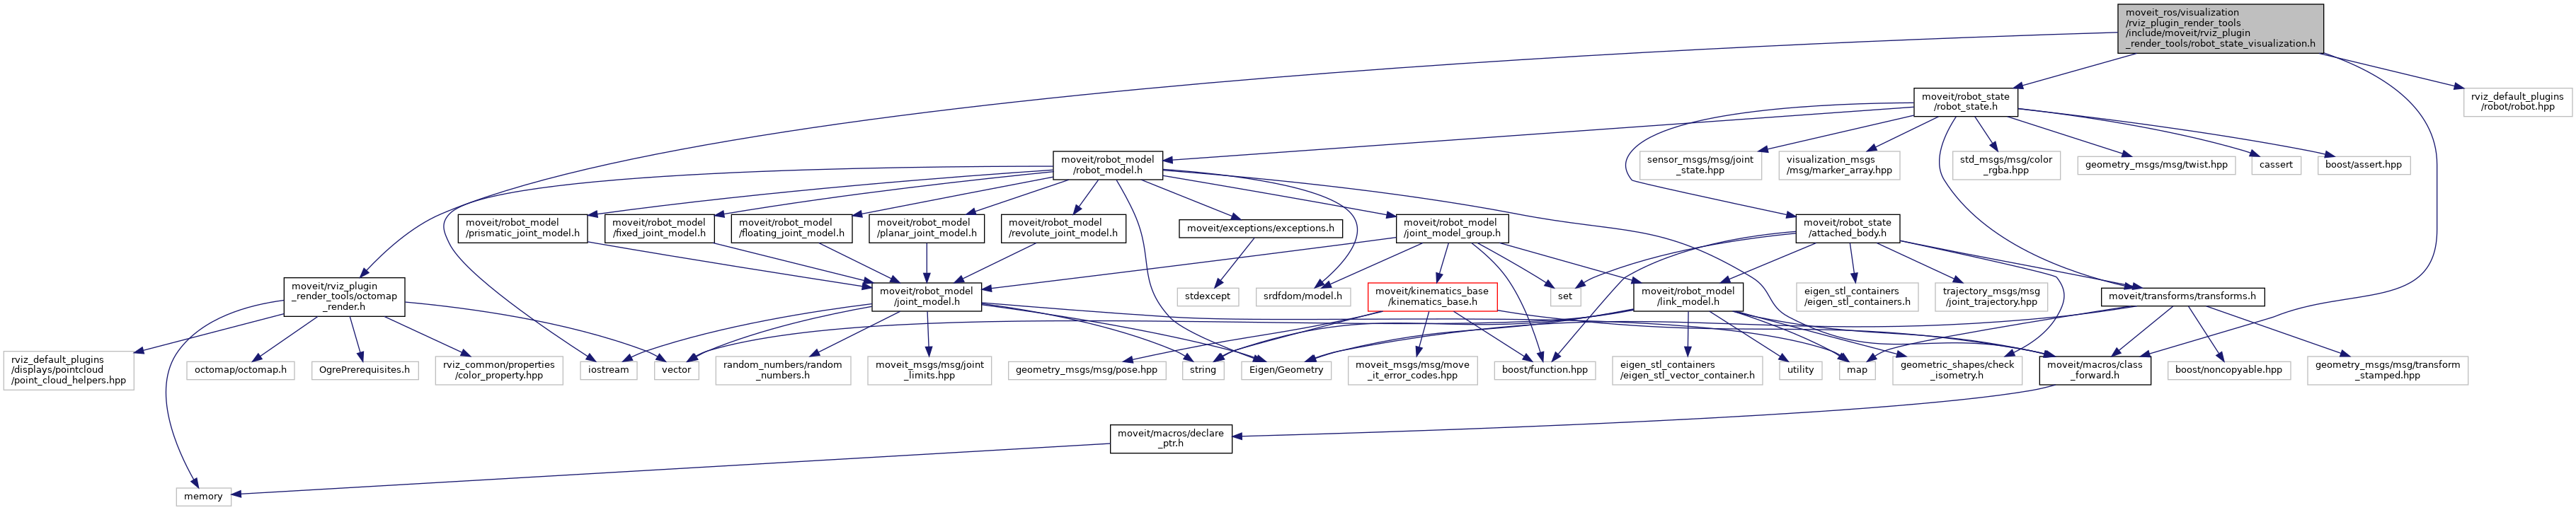 moveit_ros/visualization
/rviz_plugin_render_tools
/include/moveit/rviz_plugin
_render_tools/robot_state_visualization.h
moveit/robot_state
/robot_state.h
rviz_default_plugins
/robot/robot.hpp
moveit/robot_model
/robot_model.h
sensor_msgs/msg/joint
_state.hpp
visualization_msgs
/msg/marker_array.hpp
std_msgs/msg/color
_rgba.hpp
geometry_msgs/msg/twist.hpp
cassert
boost/assert.hpp
moveit/robot_model
/prismatic_joint_model.h
moveit/robot_model
/fixed_joint_model.h
moveit/robot_model
/floating_joint_model.h
moveit/robot_model
/planar_joint_model.h
moveit/robot_model
/revolute_joint_model.h
moveit/exceptions/exceptions.h
moveit/robot_model
/joint_model_group.h
moveit/robot_state
/attached_body.h
moveit/rviz_plugin
_render_tools/octomap
_render.h
moveit/robot_model
/joint_model.h
stdexcept
srdfdom/model.h
moveit/kinematics_base
/kinematics_base.h
set
moveit/robot_model
/link_model.h
eigen_stl_containers
/eigen_stl_containers.h
trajectory_msgs/msg
/joint_trajectory.hpp
moveit/transforms/transforms.h
rviz_default_plugins
/displays/pointcloud
/point_cloud_helpers.hpp
octomap/octomap.h
OgrePrerequisites.h
rviz_common/properties
/color_property.hpp
iostream
vector
random_numbers/random
_numbers.h
moveit_msgs/msg/joint
_limits.hpp
geometry_msgs/msg/pose.hpp
string
Eigen/Geometry
moveit_msgs/msg/move
_it_error_codes.hpp
boost/function.hpp
eigen_stl_containers
/eigen_stl_vector_container.h
utility
map
geometric_shapes/check
_isometry.h
moveit/macros/class
_forward.h
boost/noncopyable.hpp
geometry_msgs/msg/transform
_stamped.hpp
moveit/macros/declare
_ptr.h
memory